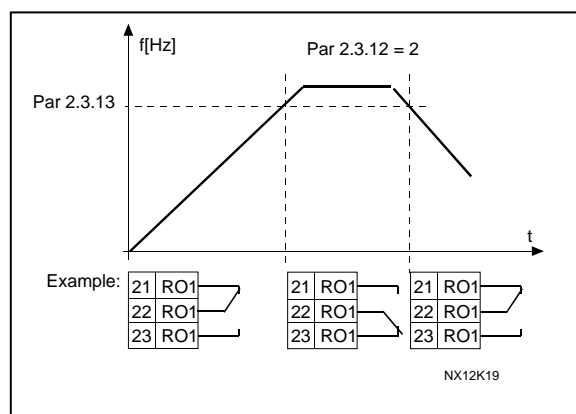 f[Hz]
Par 2.3.12 = 2
Par 2.3.13
t
Example:
21 RO1 21 RO1 21 RO1
22 RO1 22 RO1 22 RO1
23 RO1 23 RO1 23 RO1
NX12K19